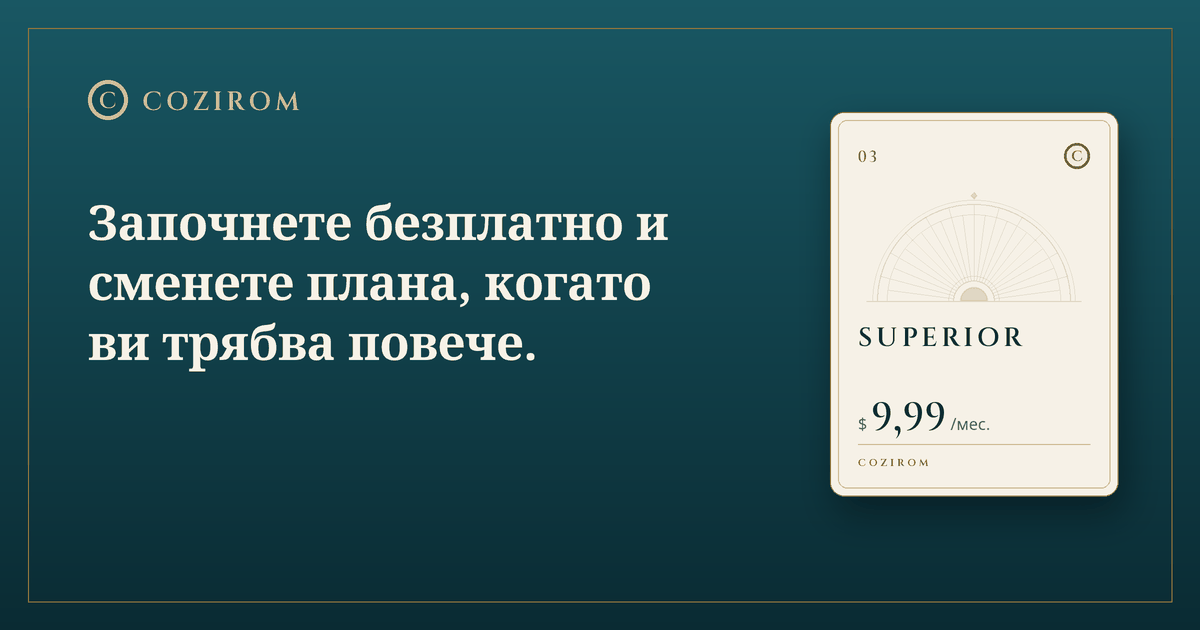 C COZIROM
Започнете безплатно и
сменете плана, когато
ви трябва повече.
03 C
SUPERIOR
$ 9,99 /мес.
COZIROM